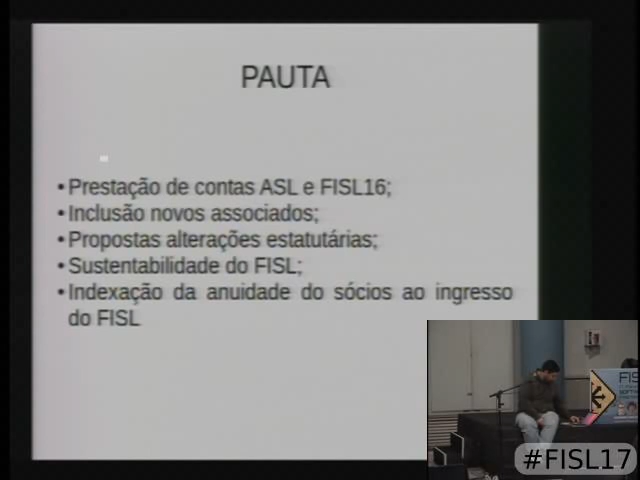 PAUTA
• Prestação de contas ASL e FISL16;
• Inclusão novos associados;
• Propostas alterações estatutárias;
• Sustentabilidade do FISL;
• Indexação da anuidade do sócios ao ingresso
do FISL
FIS
#FISL17